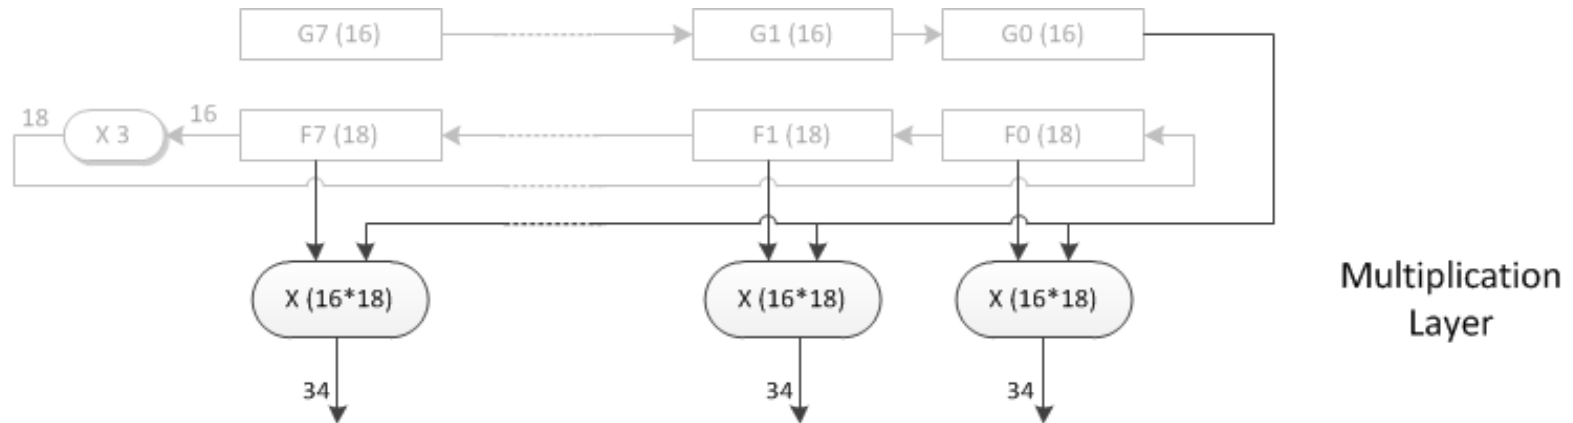 G7 (16)
G1 (16)
G0 (16)
18
X 3
16
F7 (18)
F1 (18)
F0 (18)
X (16*18)
X (16*18)
X (16*18)
Multiplication
Layer
34
34
34